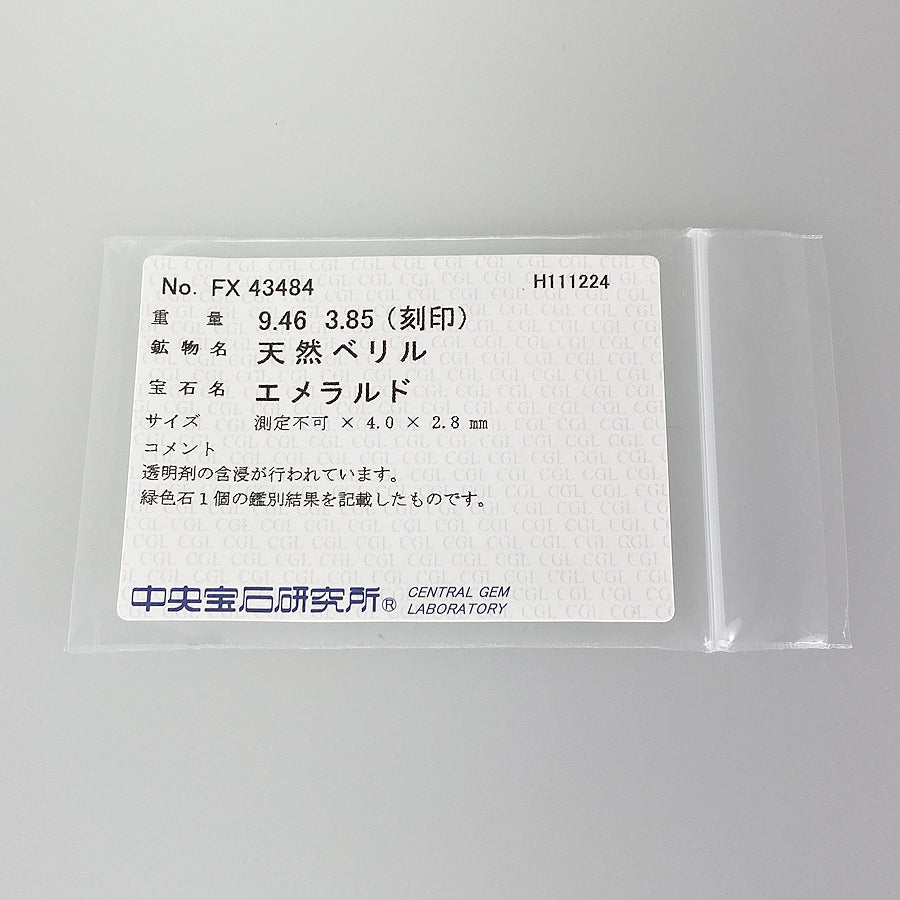 No. FX 43484 H111224
重量 9.46 3.85（刻印）
鉱物名 天然ベリル
宝石名 エメラルド
サイズ 測定不可 × 4.0 × 2.8 mm
コメント
透明剤の含浸が行われています。
緑色石１個の鑑別結果を記載したものです。
中央宝石研究所® CENTRAL GEM
LABORATORY